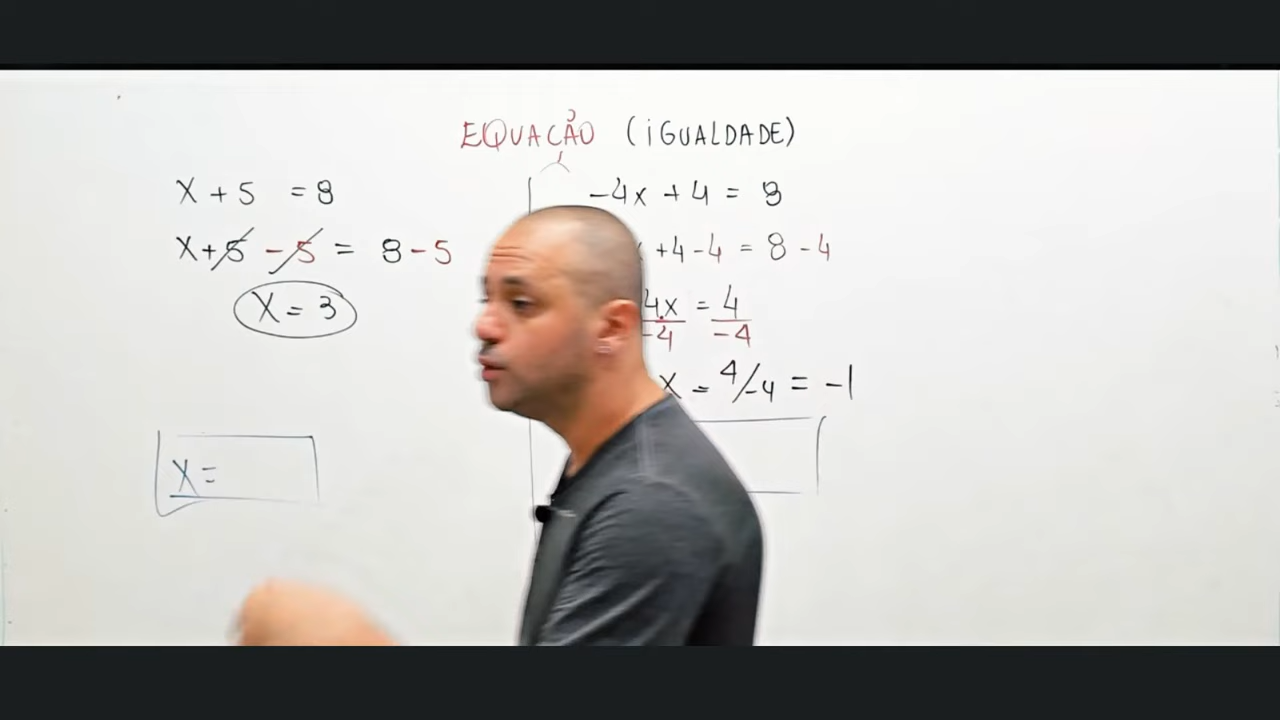 EQUAÇÃO (iGUALDADE)
X + 5 = 8
X + 5 - 5 = 8 - 5
X = 3
X =
-4x + 4 = 8
+4 - 4 = 8 - 4
4x = 4
-4 -4
X = 4/-4 = -1